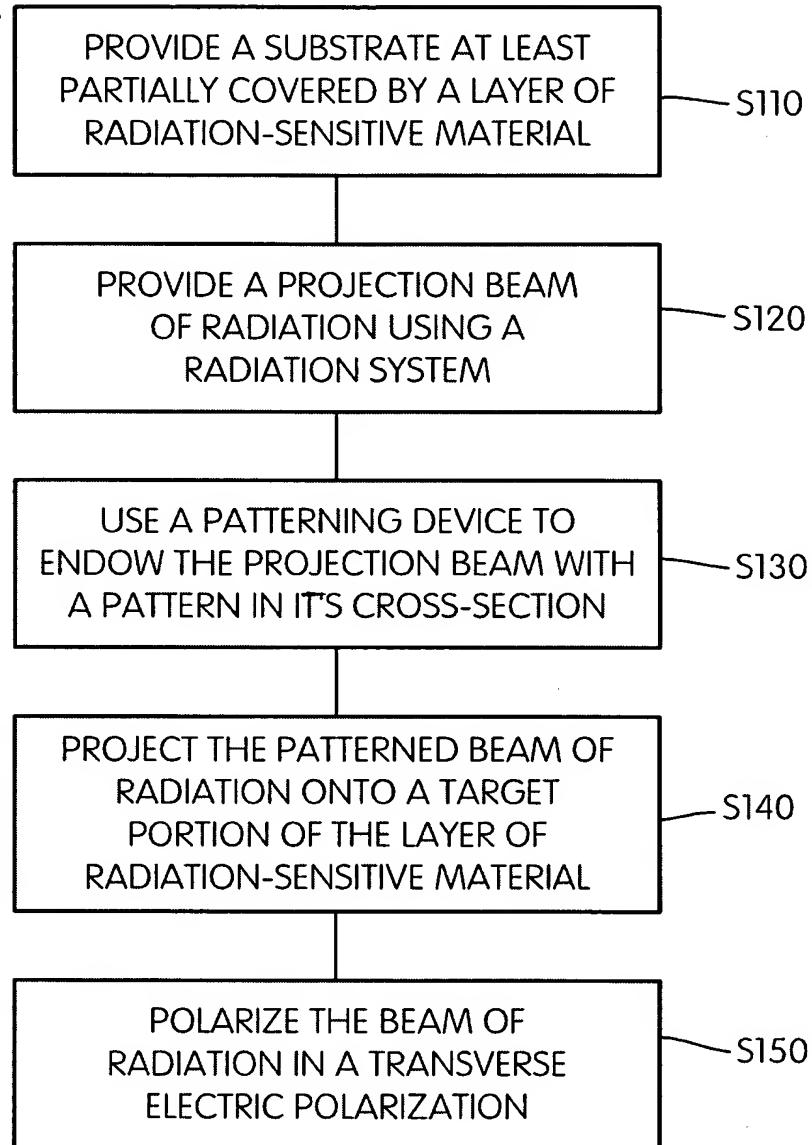 PROVIDE A SUBSTRATE AT LEAST
PARTIALLY COVERED BY A LAYER OF
RADIATION-SENSITIVE MATERIAL
S110
PROVIDE A PROJECTION BEAM
OF RADIATION USING A
RADIATION SYSTEM
S120
USE A PATTERNING DEVICE TO
ENDOW THE PROJECTION BEAM WITH
A PATTERN IN IT'S CROSS-SECTION
S130
PROJECT THE PATTERNED BEAM OF
RADIATION ONTO A TARGET
PORTION OF THE LAYER OF
RADIATION-SENSITIVE MATERIAL
S140
POLARIZE THE BEAM OF
RADIATION IN A TRANSVERSE
ELECTRIC POLARIZATION
S150